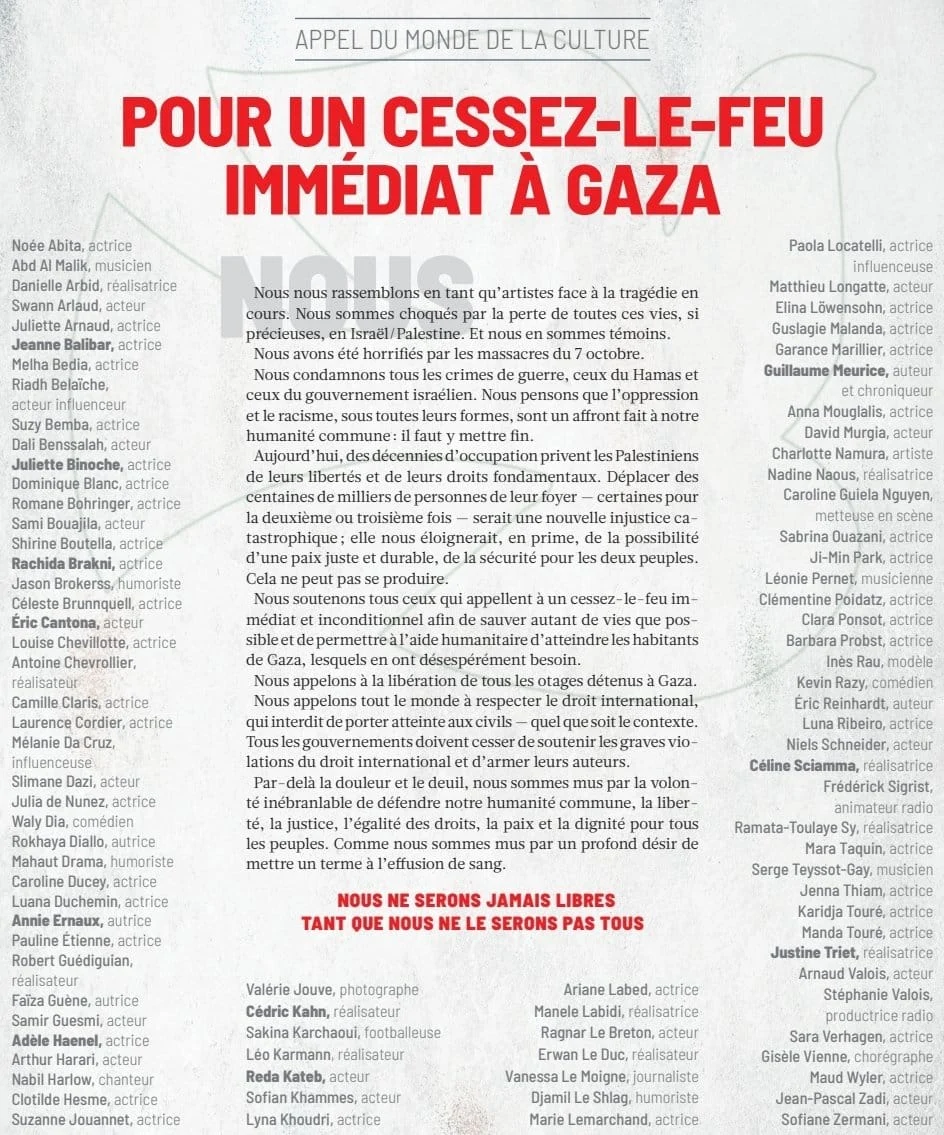 APPEL DU MONDE DE LA CULTURE
POUR UN CESSEZ-LE-FEU
IMMÉDIAT À GAZA
Noée Abita, actrice
Abd Al Malik, musicien
Danielle Arbid, réalisatrice
Swann Arlaud, acteur
Juliette Arnaud, actrice
Jeanne Balibar, actrice
Melha Bedia, actrice
Riadh Belaïche,
acteur influenceur
Suzy Bemba, actrice
Dali Benssalah, acteur
Juliette Binoche, actrice
Dominique Blanc, actrice
Romane Bohringer, actrice
Sami Bouajila, acteur
Shirine Boutella, actrice
Rachida Brakni, actrice
Jason Brokerss, humoriste
Céleste Brunnquell, actrice
Éric Cantona, acteur
Louise Chevillotte, actrice
Antoine Chevrollier,
réalisateur
Camille Claris, actrice
Laurence Cordier, actrice
Mélanie Da Cruz,
influenceuse
Slimane Dazi, acteur
Julia de Nunez, actrice
Waly Dia, comédien
Rokhaya Diallo, autrice
Mahaut Drama, humoriste
Caroline Ducey, actrice
Luana Duchemin, actrice
Annie Ernaux, autrice
Pauline Étienne, actrice
Robert Guédiguian,
réalisateur
Faïza Guène, autrice
Samir Guesmi, acteur
Adèle Haenel, actrice
Arthur Harari, acteur
Nabil Harlow, chanteur
Clotilde Hesme, actrice
Suzanne Jouannet, actrice
NOUS
Nous nous rassemblons en tant qu’artistes face à la tragédie en
cours. Nous sommes choqués par la perte de toutes ces vies, si
précieuses, en Israël/Palestine. Et nous en sommes témoins.
Nous avons été horrifiés par les massacres du 7 octobre.
Nous condamnons tous les crimes de guerre, ceux du Hamas et
ceux du gouvernement israélien. Nous pensons que l’oppression
et le racisme, sous toutes leurs formes, sont un affront fait à notre
humanité commune : il faut y mettre fin.
Aujourd’hui, des décennies d’occupation privent les Palestiniens
de leurs libertés et de leurs droits fondamentaux. Déplacer des
centaines de milliers de personnes de leur foyer — certaines pour
la deuxième ou troisième fois — serait une nouvelle injustice ca-
tastrophique ; elle nous éloignerait, en prime, de la possibilité
d’une paix juste et durable, de la sécurité pour les deux peuples.
Cela ne peut pas se produire.
Nous soutenons tous ceux qui appellent à un cessez-le-feu im-
médiat et inconditionnel afin de sauver autant de vies que pos-
sible et de permettre à l’aide humanitaire d’atteindre les habitants
de Gaza, lesquels en ont désespérément besoin.
Nous appelons à la libération de tous les otages détenus à Gaza.
Nous appelons tout le monde à respecter le droit international,
qui interdit de porter atteinte aux civils — quel que soit le contexte.
Tous les gouvernements doivent cesser de soutenir les graves vio-
lations du droit international et d’armer leurs auteurs.
Par-delà la douleur et le deuil, nous sommes mus par la volon-
té inébranlable de défendre notre humanité commune, la liber-
té, la justice, l’égalité des droits, la paix et la dignité pour tous
les peuples. Comme nous sommes mus par un profond désir de
mettre un terme à l’effusion de sang.
NOUS NE SERONS JAMAIS LIBRES
TANT QUE NOUS NE LE SERONS PAS TOUS
Valérie Jouve, photographe
Cédric Kahn, réalisateur
Sakina Karchaoui, footballeuse
Léo Karmann, réalisateur
Reda Kateb, acteur
Sofian Khammes, acteur
Lyna Khoudri, actrice
Ariane Labed, actrice
Manele Labidi, réalisatrice
Ragnar Le Breton, acteur
Erwan Le Duc, réalisateur
Vanessa Le Moigne, journaliste
Djamil Le Shlag, humoriste
Marie Lemarchand, actrice
Paola Locatelli, actrice
influenceuse
Matthieu Longatte, acteur
Elina Löwensohn, actrice
Guslagie Malanda, actrice
Garance Marillier, actrice
Guillaume Meurice, auteur
et chroniqueur
Anna Mouglalis, actrice
David Murgia, acteur
Charlotte Namura, artiste
Nadine Naous, réalisatrice
Caroline Guiela Nguyen,
metteuse en scène
Sabrina Ouazani, actrice
Ji-Min Park, actrice
Léonie Pernet, musicienne
Clémentine Poidatz, actrice
Clara Ponsot, actrice
Barbara Probst, actrice
Inès Rau, modèle
Kevin Razy, comédien
Éric Reinhardt, auteur
Luna Ribeiro, actrice
Niels Schneider, acteur
Céline Sciamma, réalisatrice
Frédérick Sigrist,
animateur radio
Ramata-Toulaye Sy, réalisatrice
Mara Taquin, actrice
Serge Teyssot-Gay, musicien
Jenna Thiam, actrice
Karidja Touré, actrice
Manda Touré, actrice
Justine Triet, réalisatrice
Arnaud Valois, acteur
Stéphanie Valois,
productrice radio
Sara Verhagen, actrice
Gisèle Vienne, chorégraphe
Maud Wyler, actrice
Jean-Pascal Zadi, acteur
Sofiane Zermani, acteur